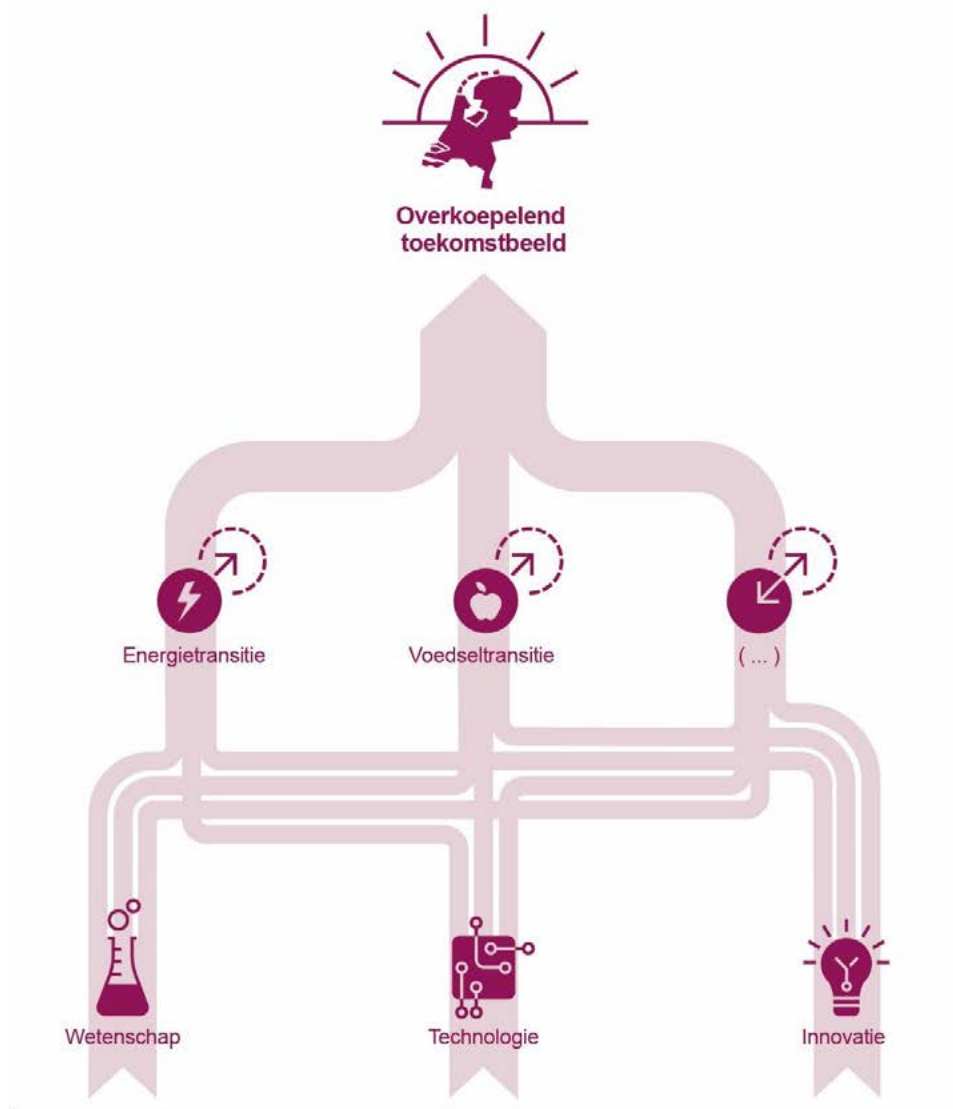 Overkoepelend
toekomstbeeld
Energietransitie
Voedseltransitie
( ... )
Wetenschap
Technologie
Innovatie